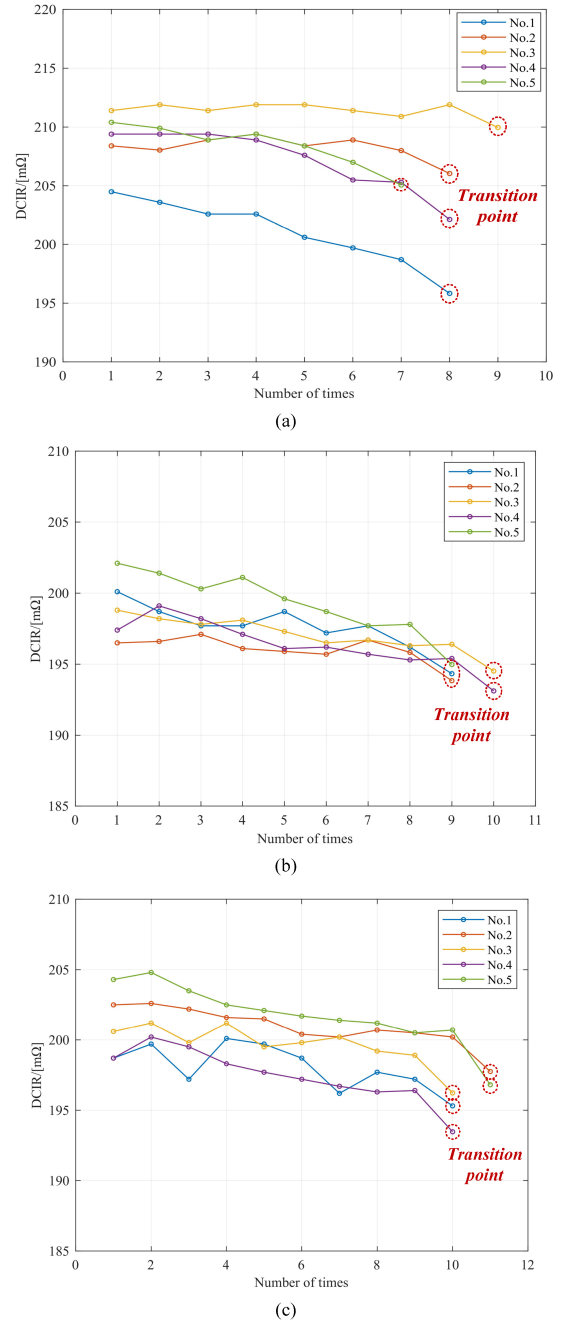 220
215
210
205
200
195
190
DCIR/[mΩ]
No.1
No.2
No.3
No.4
No.5
Transition
point
0 1 2 3 4 5 6 7 8 9 10
Number of times
(a)
210
205
200
195
190
185
DCIR/[mΩ]
No.1
No.2
No.3
No.4
No.5
Transition
point
0 1 2 3 4 5 6 7 8 9 10 11
Number of times
(b)
210
205
200
195
190
185
DCIR/[mΩ]
No.1
No.2
No.3
No.4
No.5
Transition
point
0 2 4 6 8 10 12
Number of times
(c)